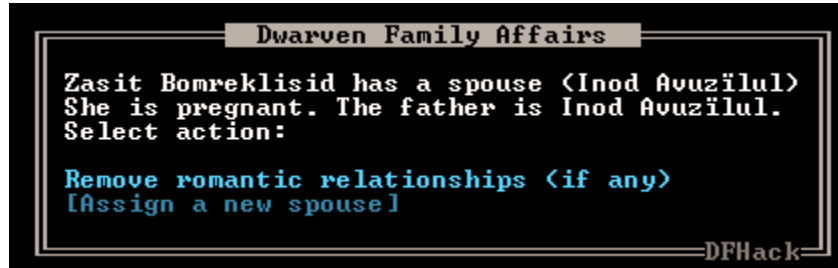 Dwarven Family Affairs
Zasit Bomreklisid has a spouse (Inod Avuzïlul)
She is pregnant. The father is Inod Avuzïlul.
Select action:
Remove romantic relationships (if any)
[Assign a new spouse]
DFHack